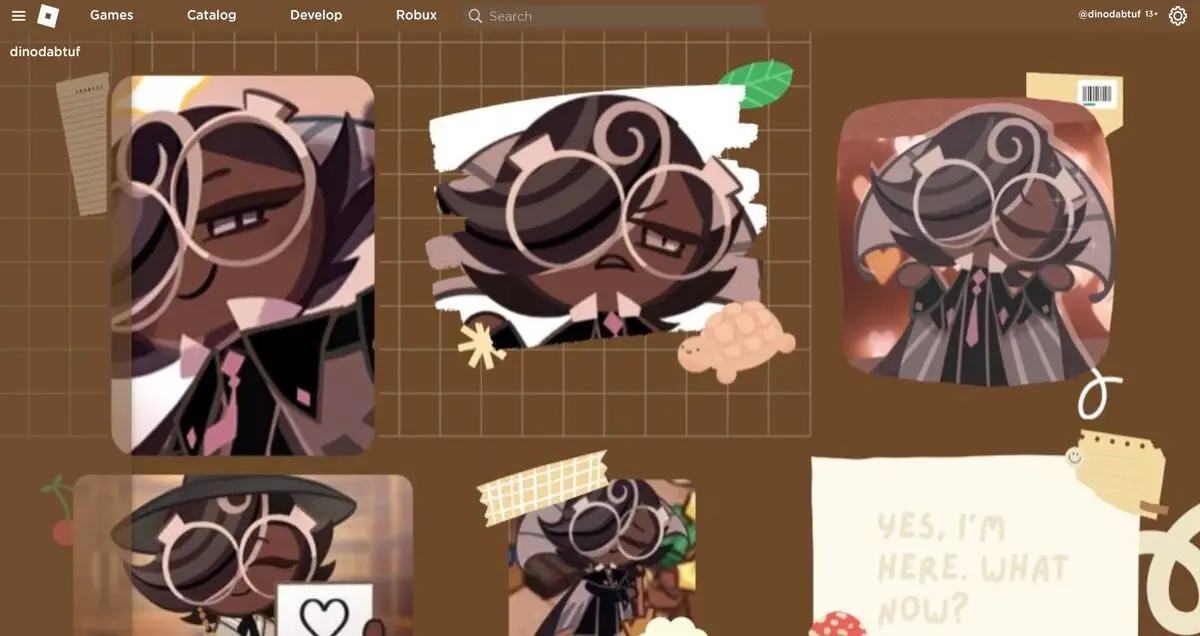 Games Catalog Develop Robux Search @dinodabtuf 13+
dinodabtuf
YES, I'M
HERE. WHAT
NOW?